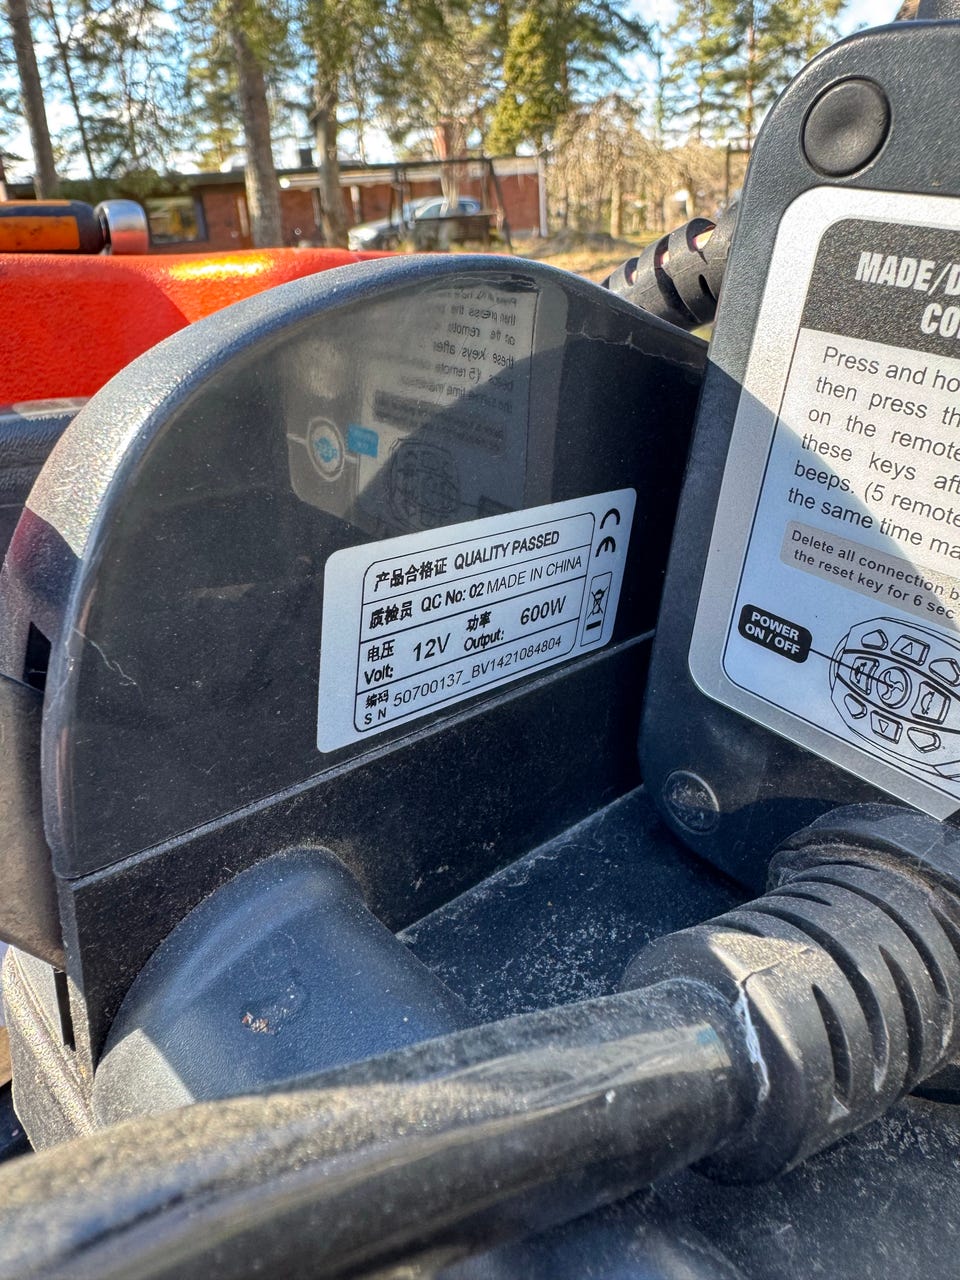 产品合格证 QUALITY PASSED
质检员 QC No: 02 MADE IN CHINA
电压 12V 功率 600W
Volt: Output:
编码 50700137_BV1421084804
S N
CE
MADE/D
CO
Press and ho
then press th
on the remote
these keys aft
beeps. (5 remote
the same time ma
Delete all connection b
the reset key for 6 sec
POWER
ON / OFF